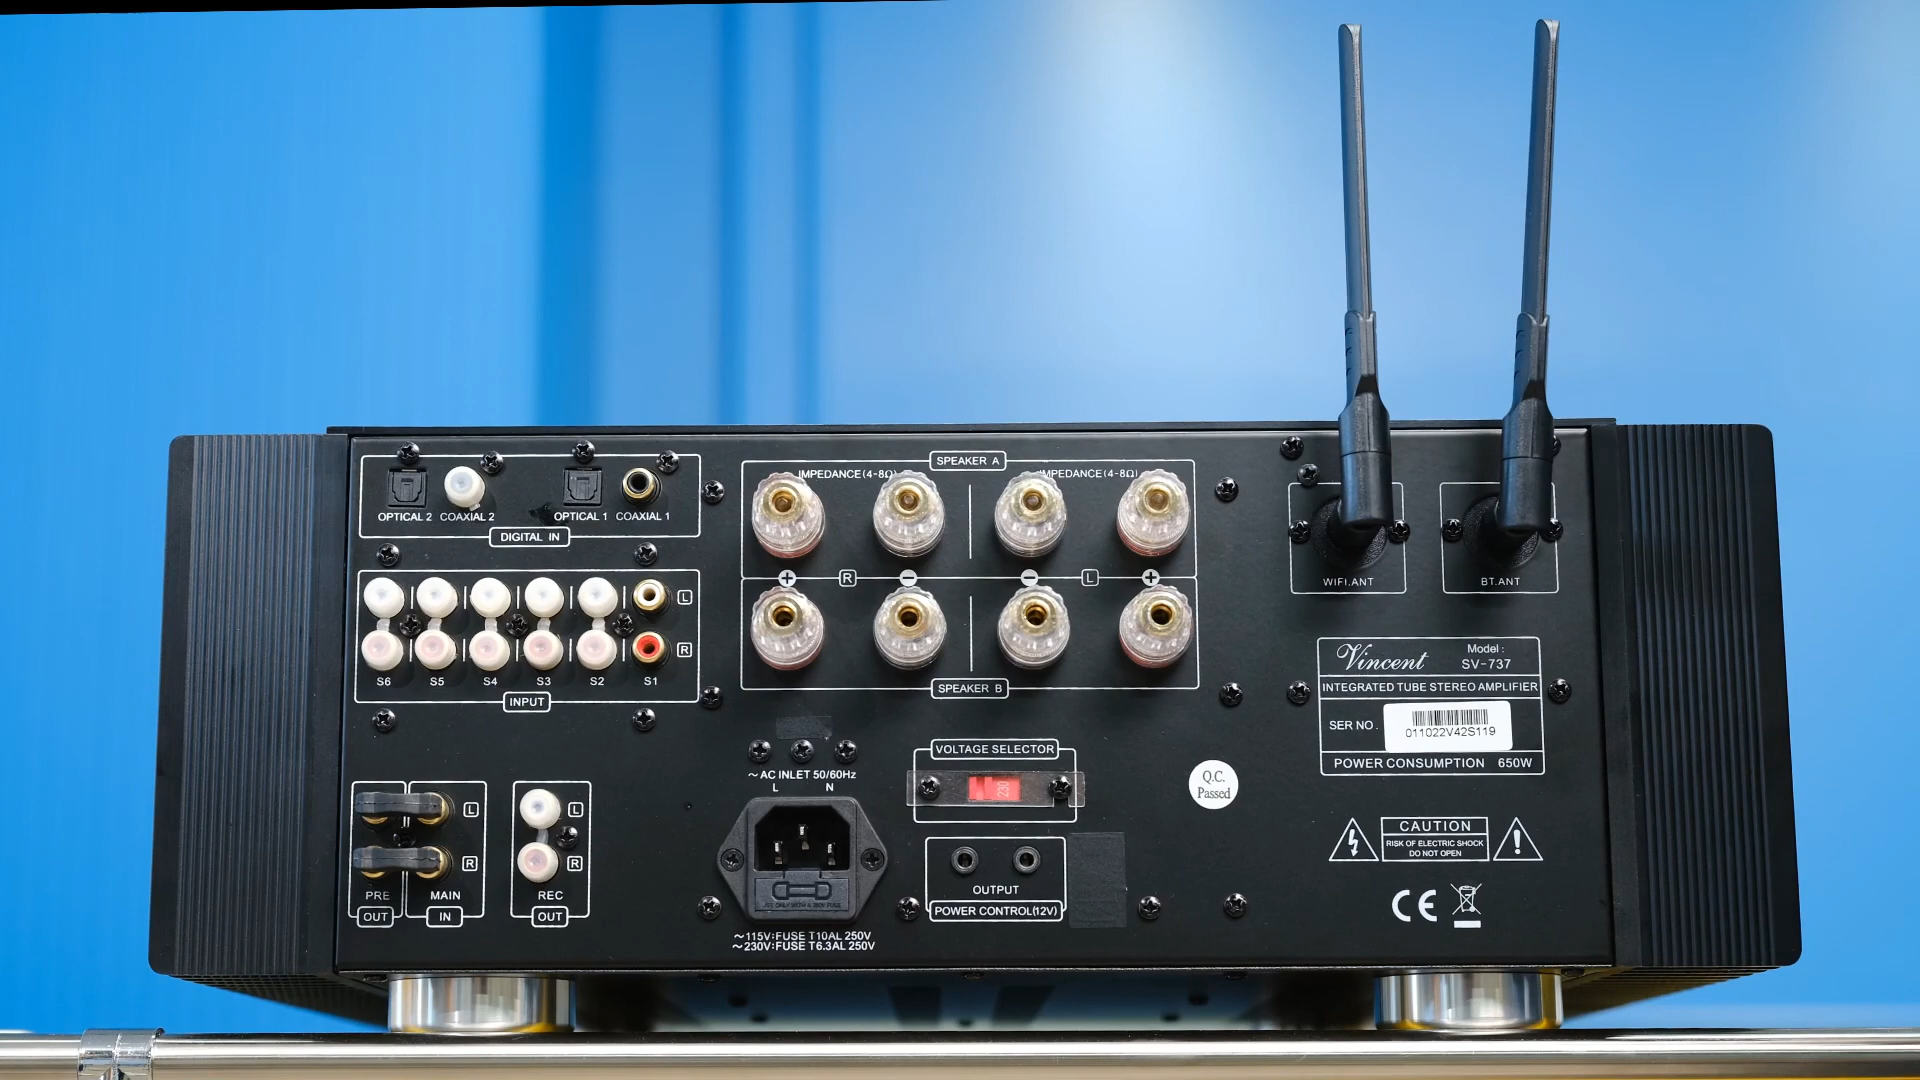 OPTICAL 2 COAXIAL 2 OPTICAL 1 COAXIAL 1
DIGITAL IN
L
R
S6 S5 S4 S3 S2 S1
INPUT
L
R
PRE MAIN
OUT IN
L
R
REC
OUT
SPEAKER A
IMPEDANCE(4-8Ω) IMPEDANCE(4-8Ω)
+ R − − L +
SPEAKER B
~AC INLET 50/60Hz
L N
~115V:FUSE T10AL 250V
~230V:FUSE T6.3AL 250V
VOLTAGE SELECTOR
230
OUTPUT
POWER CONTROL(12V)
Q.C.
Passed
WIFI.ANT
BT.ANT
Vincent
Model :
SV-737
INTEGRATED TUBE STEREO AMPLIFIER
SER NO.
011022V42S119
POWER CONSUMPTION 650W
CAUTION
RISK OF ELECTRIC SHOCK
DO NOT OPEN
CE